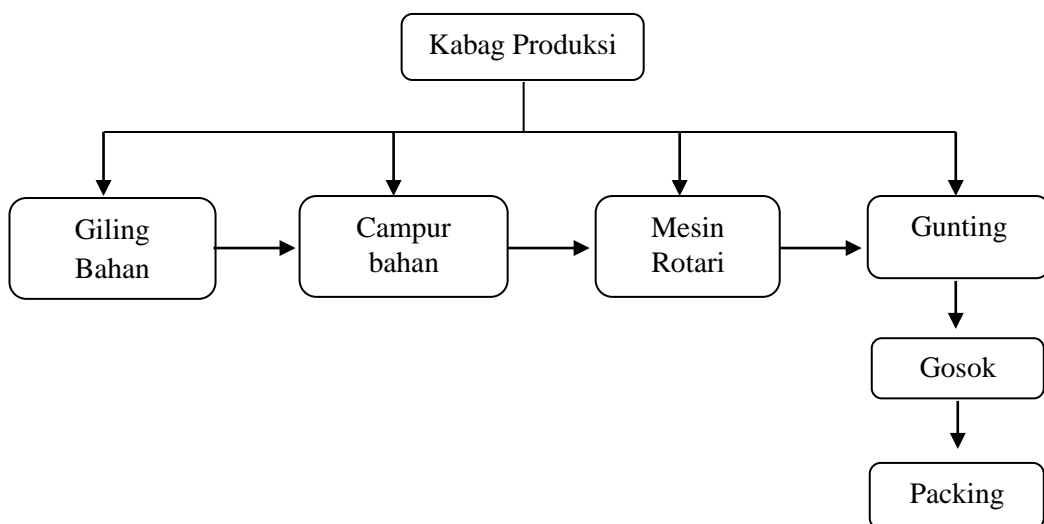 Kabag Produksi
Giling
Bahan
Campur
bahan
Mesin
Rotari
Gunting
Gosok
Packing